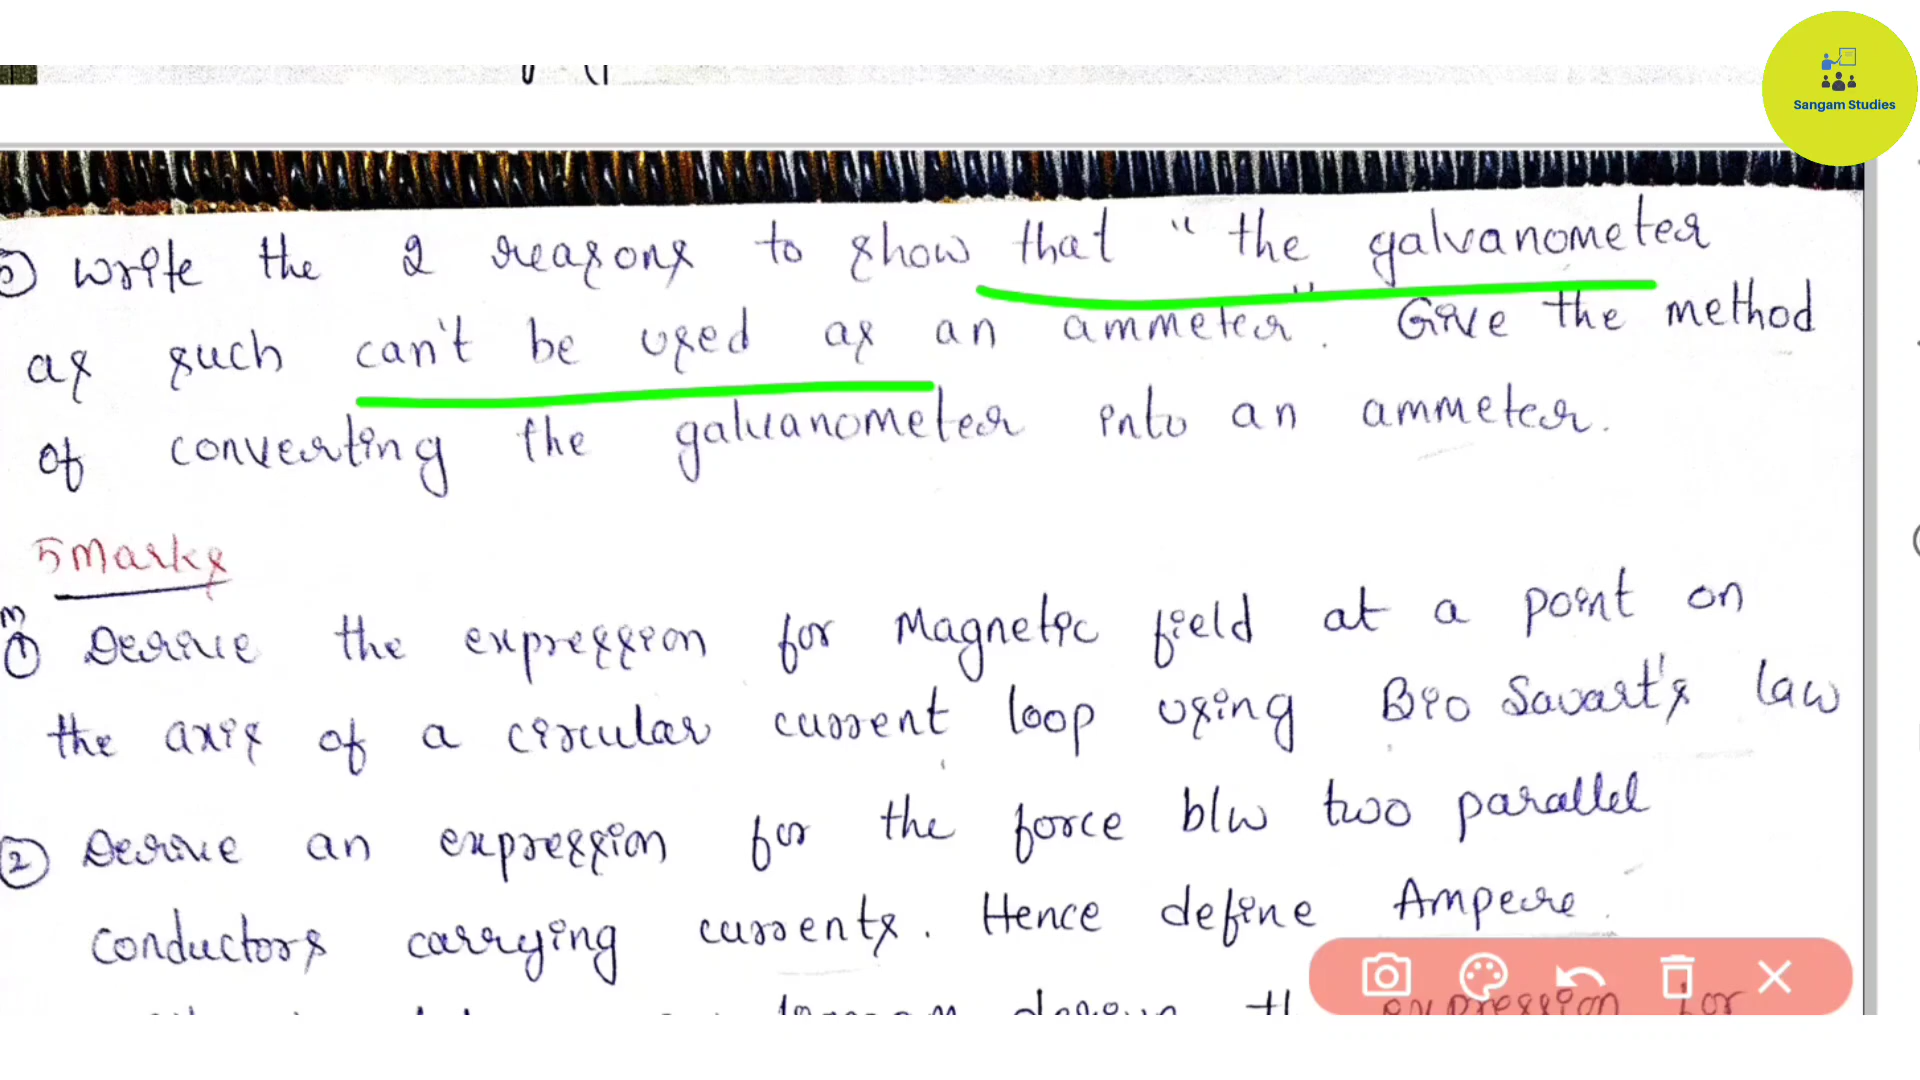 Sangam Studies
write the 2 reasons to show that "the galvanometer
as such can't be used as an ammeter". Give the method
of converting the galvanometer into an ammeter.
5 Marks
M
① Derive the expression for Magnetic field at a point on
the axis of a circular current loop using Bio Savart's law
② Derive an expression for the force b/w two parallel
conductors carrying currents. Hence define Ampere.
expression for